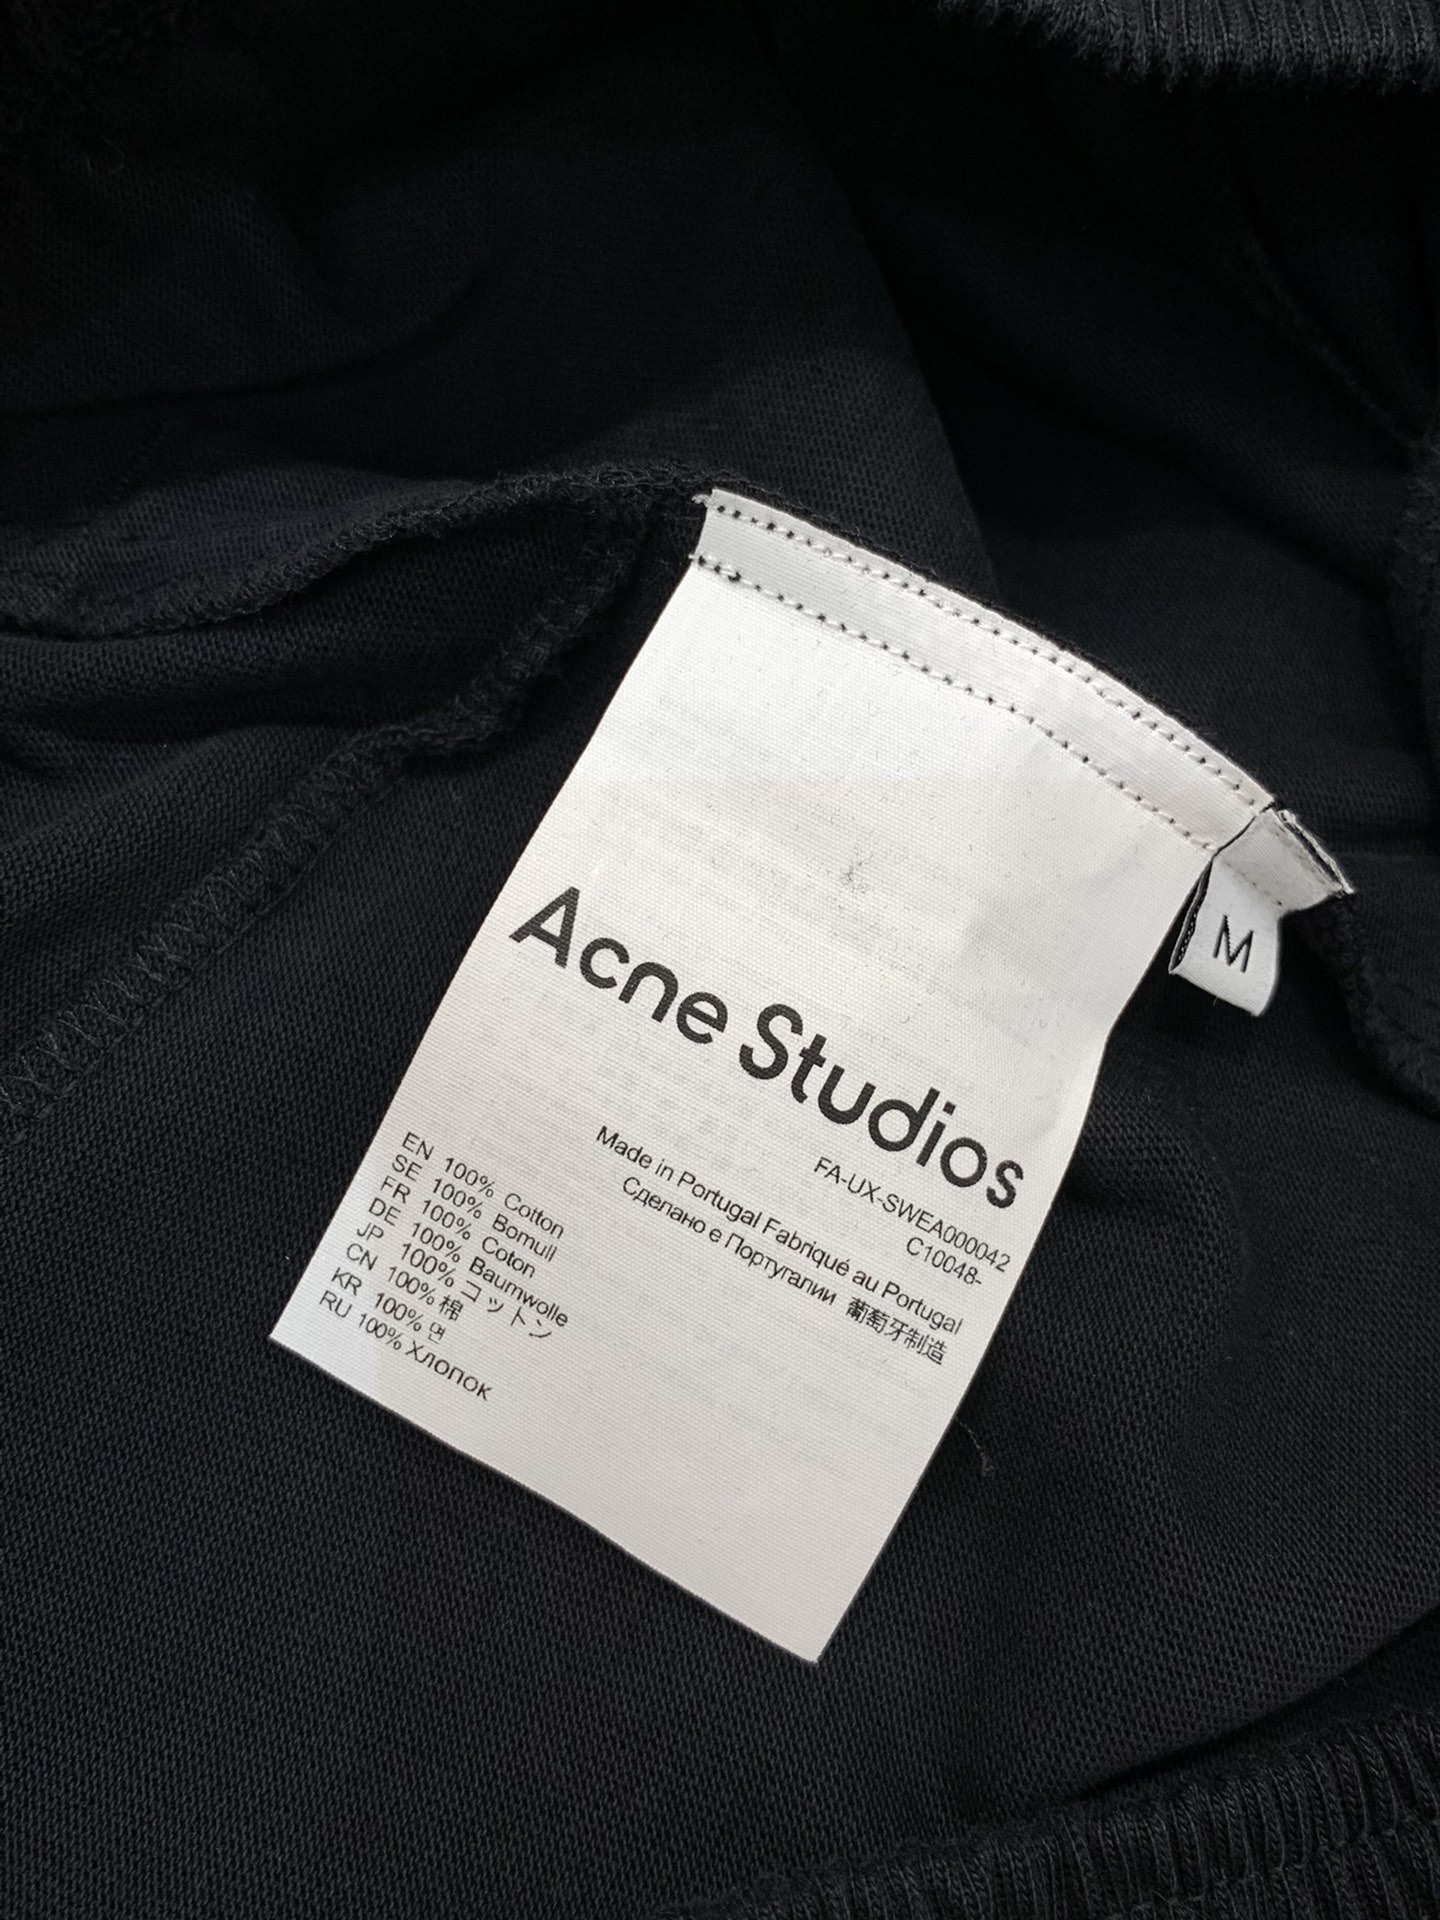 M
Acne Studios
FA-UX-SWEA000042
C10048-
Made in Portugal Fabriqué au Portugal
Сделано е Португалии 葡萄牙制造
EN 100% Cotton
SE 100% Bomull
FR 100% Coton
DE 100% Baumwolle
JP 100% コットン
CN 100% 棉
KR 100% 면
RU 100% Хлопок